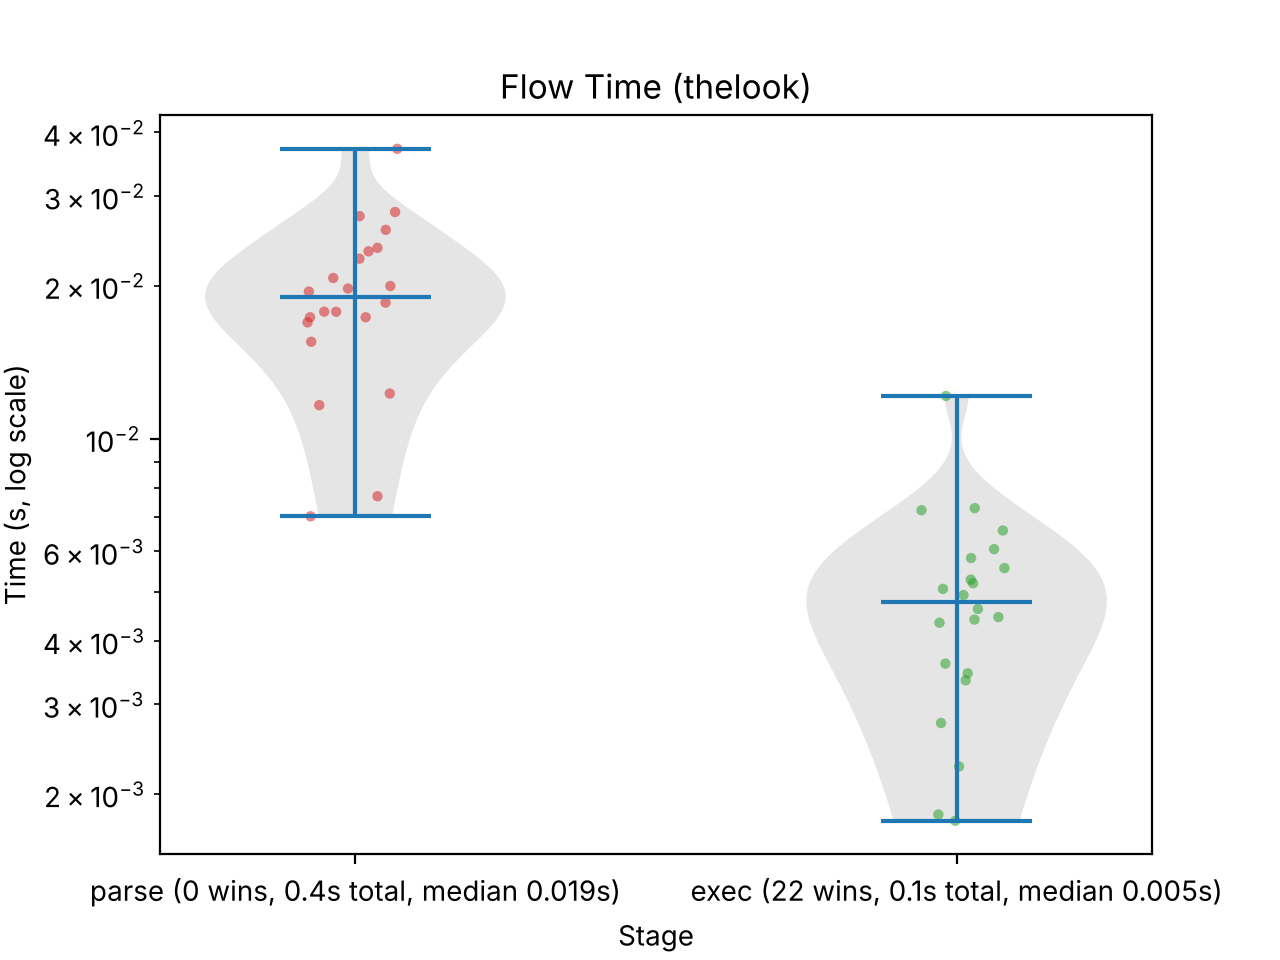 Flow Time (thelook)
4 × 10⁻²
3 × 10⁻²
2 × 10⁻²
10⁻²
6 × 10⁻³
4 × 10⁻³
3 × 10⁻³
2 × 10⁻³
Time (s, log scale)
parse (0 wins, 0.4s total, median 0.019s)
exec (22 wins, 0.1s total, median 0.005s)
Stage